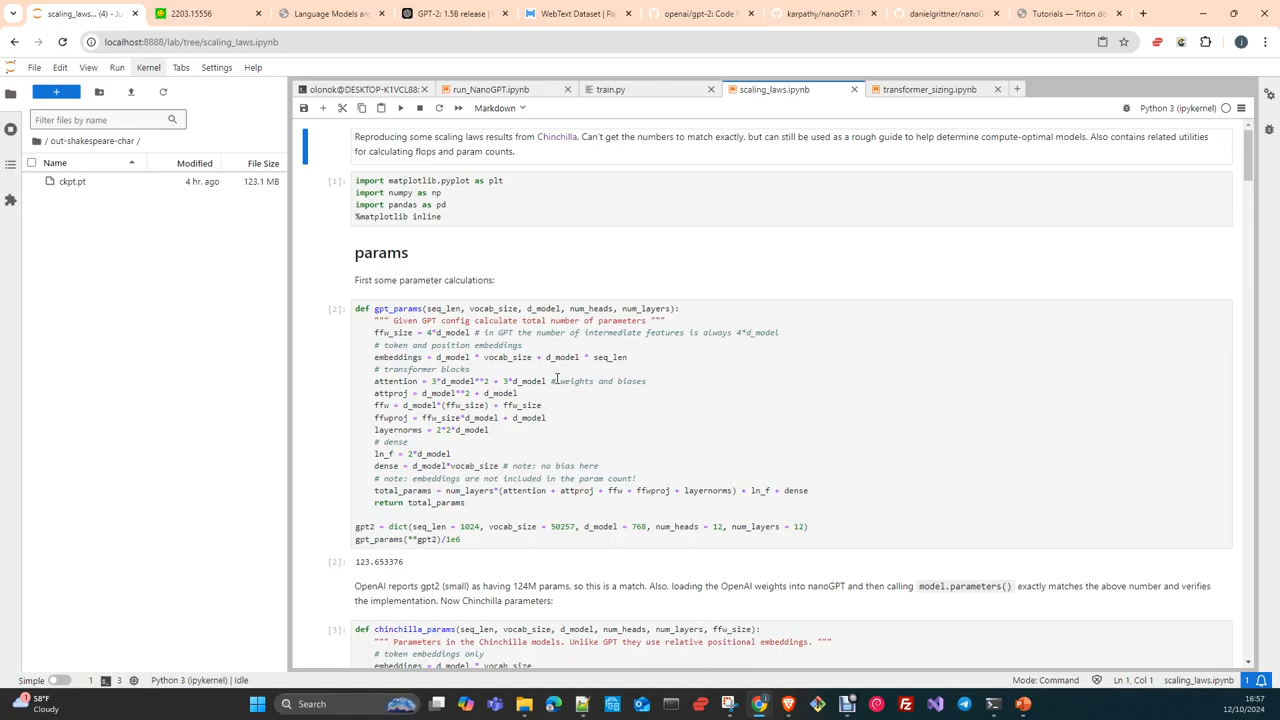 scaling_laws... (4) - Jupyter
2203.15556
Language Models are
GPT-2: 1.5B release |
WebText Dataset | Pa
openai/gpt-2: Code f
karpathy/nanoGPT: T
danielgrittner/nanoG
Tutorials — Triton do
localhost:8888/lab/tree/scaling_laws.ipynb
File Edit View Run Kernel Tabs Settings Help
olonok@DESKTOP-K1VCL88:
run_NanoGPT.ipynb
train.py
scaling_laws.ipynb
transformer_sizing.ipynb
Markdown
Python 3 (ipykernel)
Filter files by name
/ out-shakespeare-char /
Name Modified File Size
ckpt.pt 4 hr. ago 123.1 MB
Reproducing some scaling laws results from Chinchilla. Can't get the numbers to match exactly, but can still be used as a rough guide to help determine compute-optimal models. Also contains related utilities
for calculating flops and param counts.
[1]:
import matplotlib.pyplot as plt
import numpy as np
import pandas as pd
%matplotlib inline
params
First some parameter calculations:
[2]:
def gpt_params(seq_len, vocab_size, d_model, num_heads, num_layers):
""" Given GPT config calculate total number of parameters """
ffw_size = 4*d_model # in GPT the number of intermediate features is always 4*d_model
# token and position embeddings
embeddings = d_model * vocab_size + d_model * seq_len
# transformer blocks
attention = 3*d_model**2 + 3*d_model # weights and biases
attproj = d_model**2 + d_model
ffw = d_model*(ffw_size) + ffw_size
ffwproj = ffw_size*d_model + d_model
layernorms = 2*2*d_model
# dense
ln_f = 2*d_model
dense = d_model*vocab_size # note: no bias here
# note: embeddings are not included in the param count!
total_params = num_layers*(attention + attproj + ffw + ffwproj + layernorms) + ln_f + dense
return total_params
gpt2 = dict(seq_len = 1024, vocab_size = 50257, d_model = 768, num_heads = 12, num_layers = 12)
gpt_params(**gpt2)/1e6
[2]: 123.653376
OpenAI reports gpt2 (small) as having 124M params, so this is a match. Also, loading the OpenAI weights into nanoGPT and then calling model.parameters() exactly matches the above number and verifies
the implementation. Now Chinchilla parameters:
[3]:
def chinchilla_params(seq_len, vocab_size, d_model, num_heads, num_layers, ffw_size):
""" Parameters in the Chinchilla models. Unlike GPT they use relative positional embeddings. """
# token embeddings only
embeddings = d_model * vocab_size
Simple 1 3 Python 3 (ipykernel) | Idle
Mode: Command Ln 1, Col 1 scaling_laws.ipynb 1
58°F
Cloudy
Search
16:57
12/10/2024